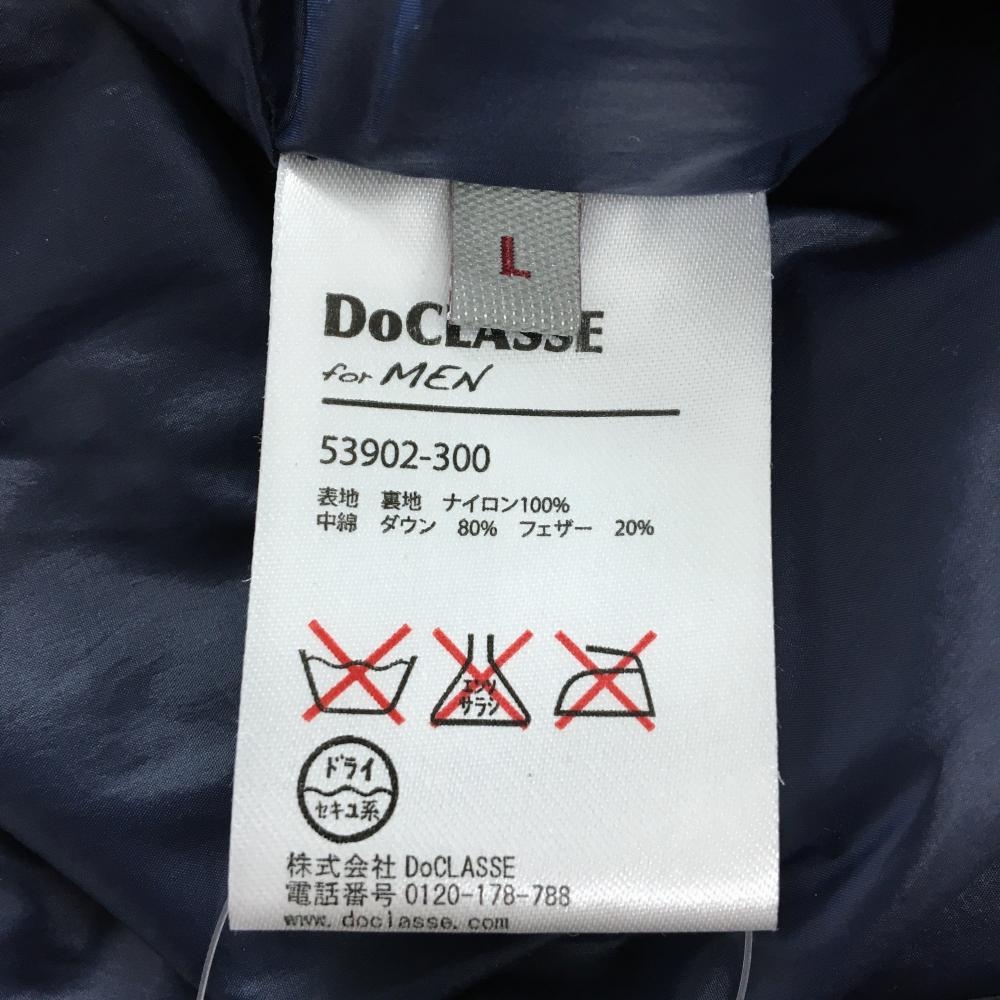 L
DoCLASSE
for MEN
53902-300
表地 裏地 ナイロン100%
中綿 ダウン 80% フェザー 20%
エンソ
サラシ
ドライ
セキユ系
株式会社 DoCLASSE
電話番号 0120-178-788
www.doclasse.com